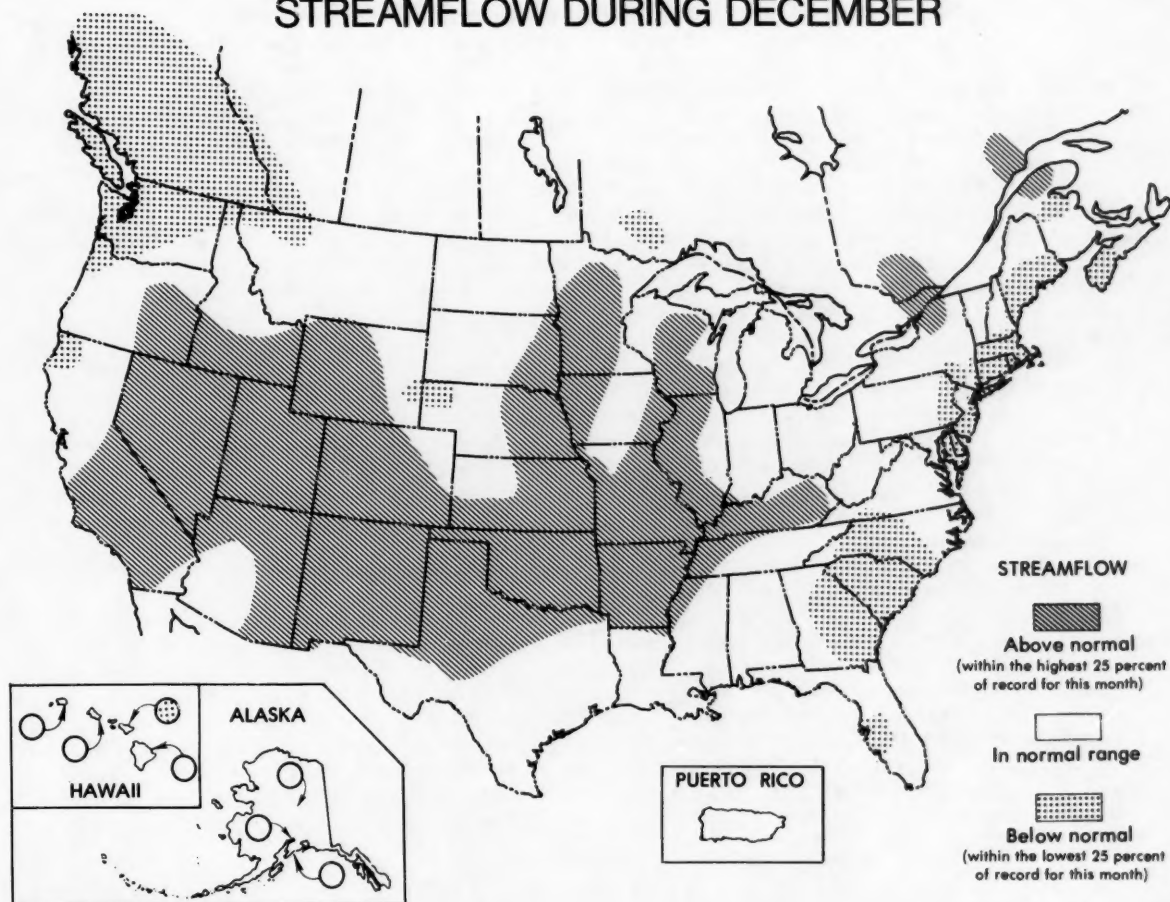 STREAMFLOW DURING DECEMBER
STREAMFLOW
Above normal
(within the highest 25 percent
of record for this month)
In normal range
Below normal
(within the lowest 25 percent
of record for this month)
HAWAII
ALASKA
PUERTO RICO